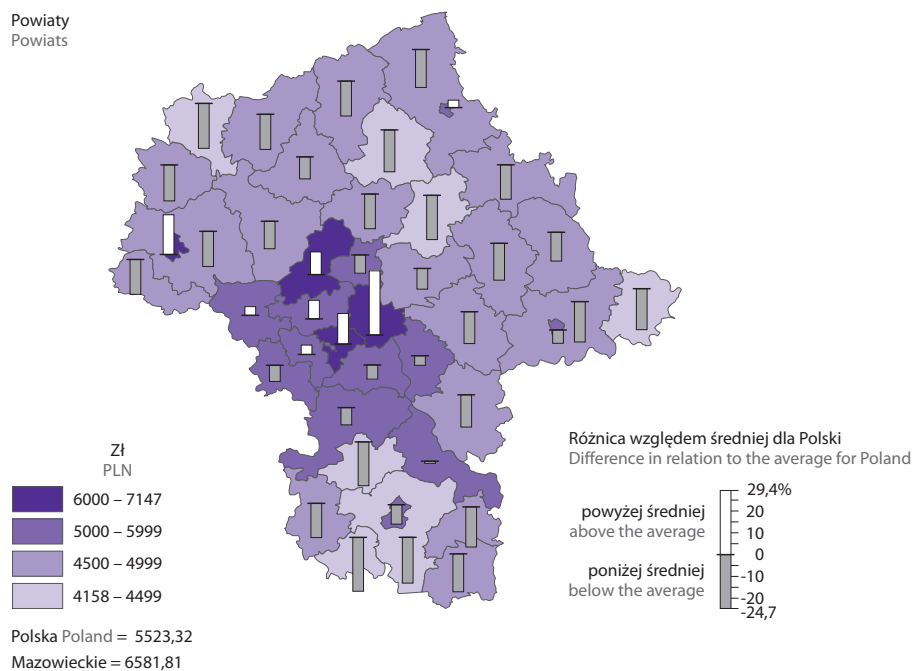 Powiaty
Powiats
Zł
PLN
6000 – 7147
5000 – 5999
4500 – 4999
4158 – 4499
Polska Poland = 5523,32
Mazowieckie = 6581,81
Różnica względem średniej dla Polski
Difference in relation to the average for Poland
powyżej średniej
above the average
poniżej średniej
below the average
29,4%
20
10
0
-10
-20
-24,7